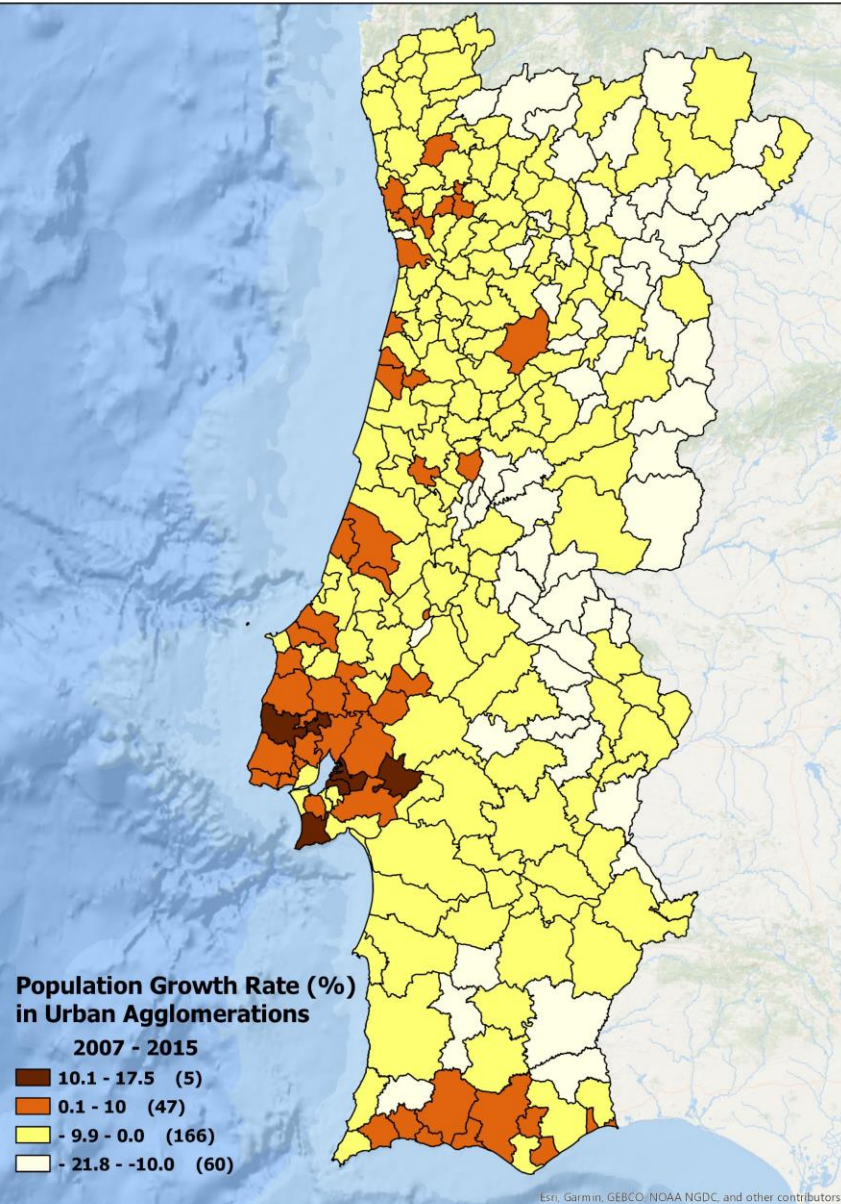 Population Growth Rate (%)
in Urban Agglomerations
2007 - 2015
10.1 - 17.5 (5)
0.1 - 10 (47)
- 9.9 - 0.0 (166)
- 21.8 - -10.0 (60)
Esri, Garmin, GEBCO, NOAA NGDC, and other contributors